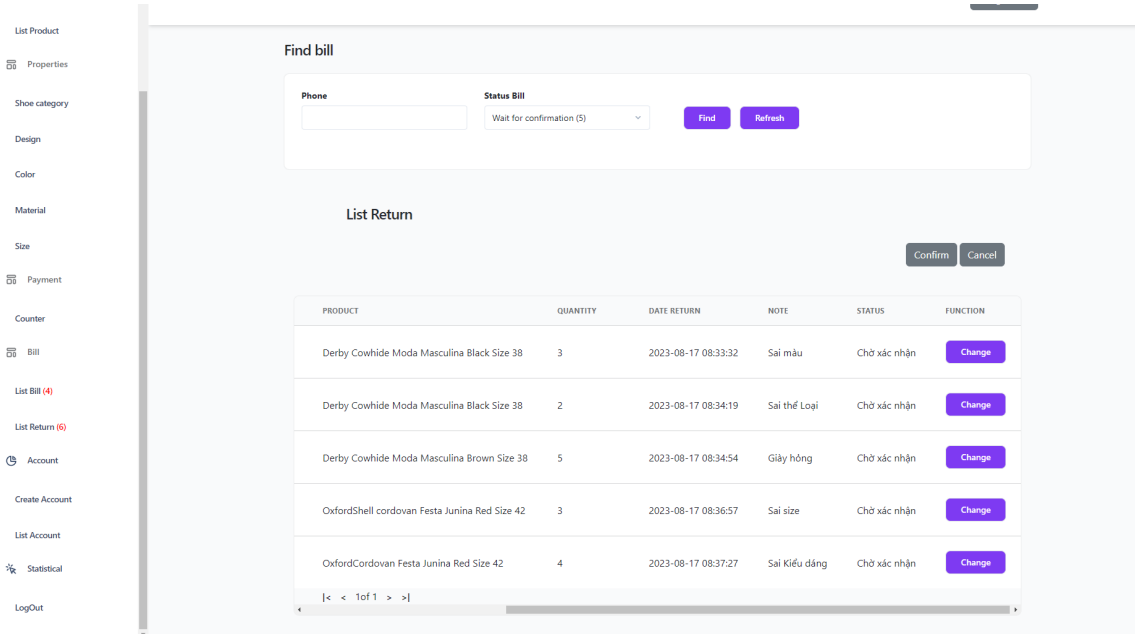 List Product
Properties
Shoe category
Design
Color
Material
Size
Payment
Counter
Bill
List Bill (4)
List Return (6)
Account
Create Account
List Account
Statistical
LogOut
Find bill
Phone
Status Bill
Wait for confirmation (5)
Find
Refresh
List Return
Confirm
Cancel
PRODUCT QUANTITY DATE RETURN NOTE STATUS FUNCTION
Derby Cowhide Moda Masculina Black Size 38 3 2023-08-17 08:33:32 Sai màu Chờ xác nhận Change
Derby Cowhide Moda Masculina Black Size 38 2 2023-08-17 08:34:19 Sai thể Loại Chờ xác nhận Change
Derby Cowhide Moda Masculina Brown Size 38 5 2023-08-17 08:34:54 Giày hỏng Chờ xác nhận Change
OxfordShell cordovan Festa Junina Red Size 42 3 2023-08-17 08:36:57 Sai size Chờ xác nhận Change
OxfordCordovan Festa Junina Red Size 42 4 2023-08-17 08:37:27 Sai Kiểu dáng Chờ xác nhận Change
|< < 1of 1 > >|